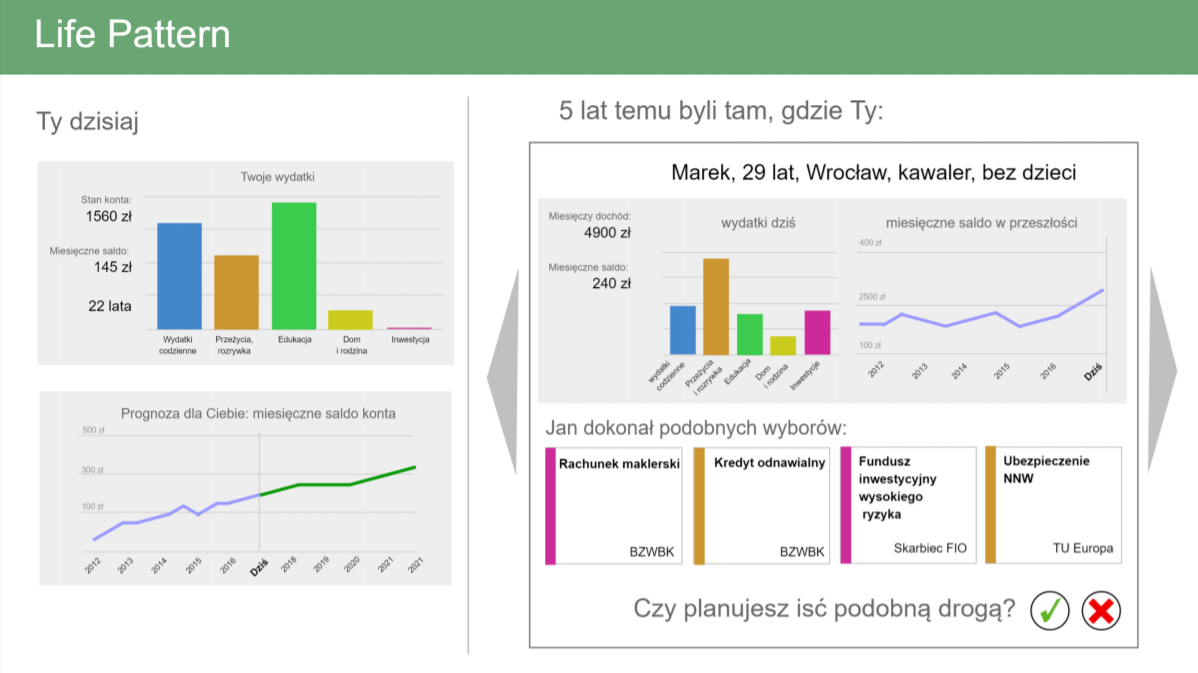 Life Pattern
Ty dzisiaj
Twoje wydatki
Stan konta:
1560 zł
Miesięczne saldo:
145 zł
22 lata
Wydatki
codzienne
Przeżycia,
rozrywka
Edukacja
Dom
i rodzina
Inwestycja
Prognoza dla Ciebie: miesięczne saldo konta
500 zł
300 zł
100 zł
2012
2013
2014
2015
2016
Dziś
2018
2019
2020
2021
2021
5 lat temu byli tam, gdzie Ty:
Marek, 29 lat, Wrocław, kawaler, bez dzieci
Miesięczy dochód:
4900 zł
Miesięczne saldo:
240 zł
wydatki dziś
wydatki
codzienne
Przeżycia
i rozrywka
Edukacja
Dom
i rodzina
Inwestycje
miesięczne saldo w przeszłości
400 zł
2500 zł
100 zł
2012
2013
2014
2015
2016
Dziś
Jan dokonał podobnych wyborów:
Rachunek maklerski
BZWBK
Kredyt odnawialny
BZWBK
Fundusz
inwestycyjny
wysokiego
ryzyka
Skarbiec FIO
Ubezpieczenie
NNW
TU Europa
Czy planujesz isć podobną drogą?